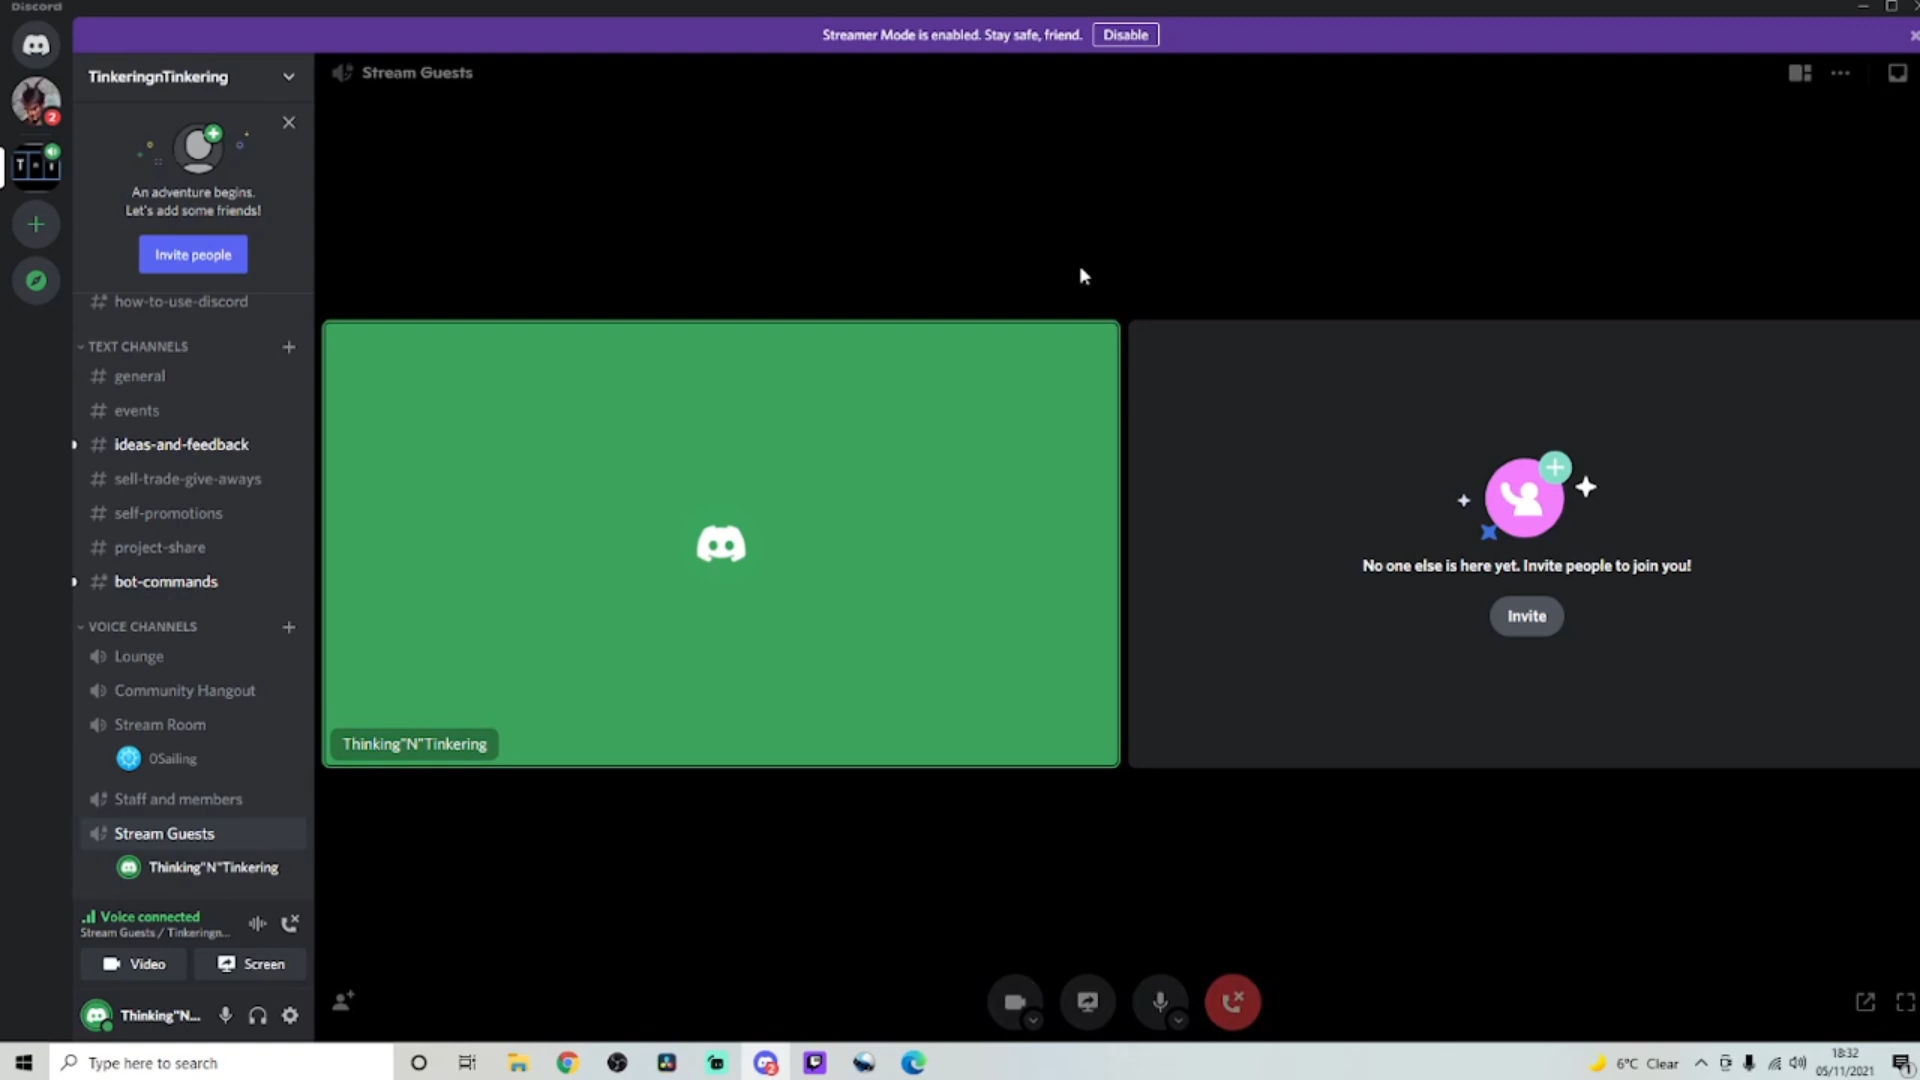 Discord
Streamer Mode is enabled. Stay safe, friend.
Disable
TinkeringnTinkering
Stream Guests
2
T
An adventure begins.
Let's add some friends!
Invite people
how-to-use-discord
TEXT CHANNELS
general
events
ideas-and-feedback
sell-trade-give-aways
self-promotions
project-share
bot-commands
VOICE CHANNELS
Lounge
Community Hangout
Stream Room
0Sailing
Staff and members
Stream Guests
Thinking"N"Tinkering
Thinking"N"Tinkering
No one else is here yet. Invite people to join you!
Invite
Voice connected
Stream Guests / Tinkeringn...
Video
Screen
Thinking"N...
Type here to search
2
6°C Clear
18:32
05/11/2021
1